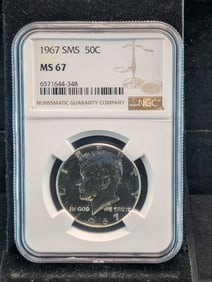 1967 SMS 50C
MS 67
6571644-348
NUMISMATIC GUARANTY COMPANY
NGC
IN GOD WE TRUST